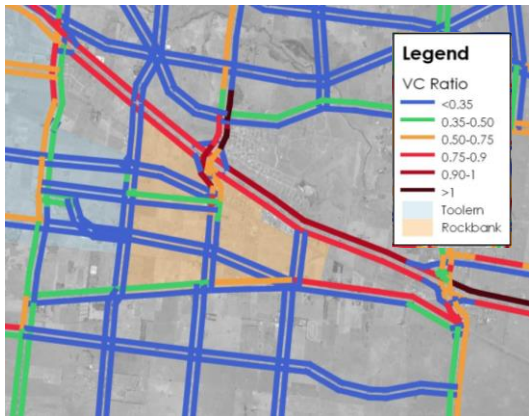 Legend
VC Ratio
<0.35
0.35-0.50
0.50-0.75
0.75-0.9
0.90-1
>1
Toolern
Rockbank